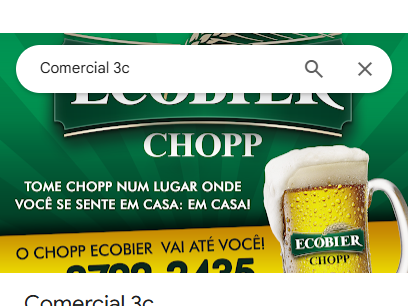 Comercial 3c
ECOBIER
CHOPP
TOME CHOPP NUM LUGAR ONDE
VOCÊ SE SENTE EM CASA: EM CASA!
O CHOPP ECOBIER VAI ATÉ VOCÊ!
ECOBIER
CHOPP
Comercial 3c